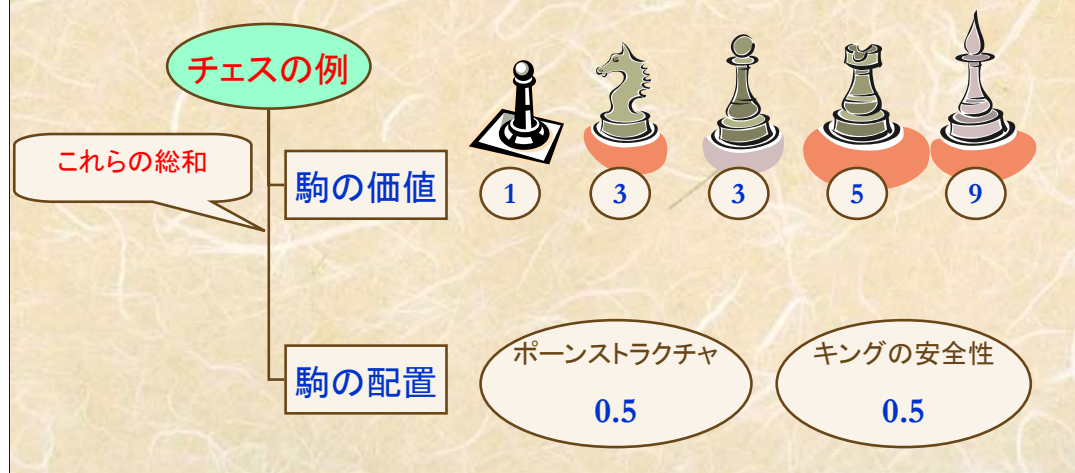 チェスの例
これらの総和
駒の価値
1 3 3 5 9
駒の配置
ポーンストラクチャ
0.5
キングの安全性
0.5